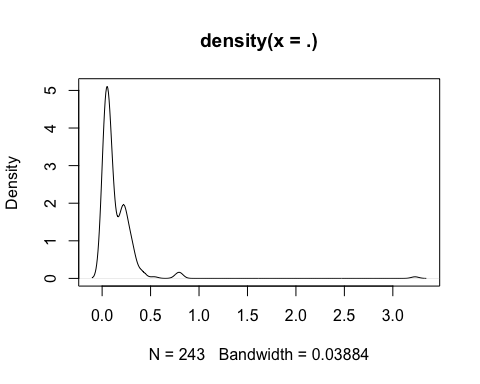 density(x = .)
Density
0 1 2 3 4 5
0.0 0.5 1.0 1.5 2.0 2.5 3.0
N = 243 Bandwidth = 0.03884